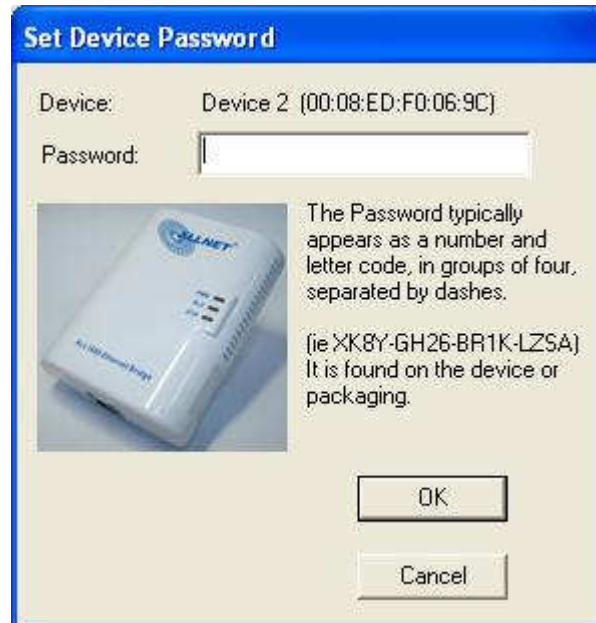 Set Device Password
Device: Device 2 (00:08:ED:F0:06:9C)
Password:
The Password typically
appears as a number and
letter code, in groups of four,
separated by dashes.
(ie XK8Y-GH26-BR1K-LZSA)
It is found on the device or
packaging.
ALLNET
Ethernet Bridge
OK
Cancel